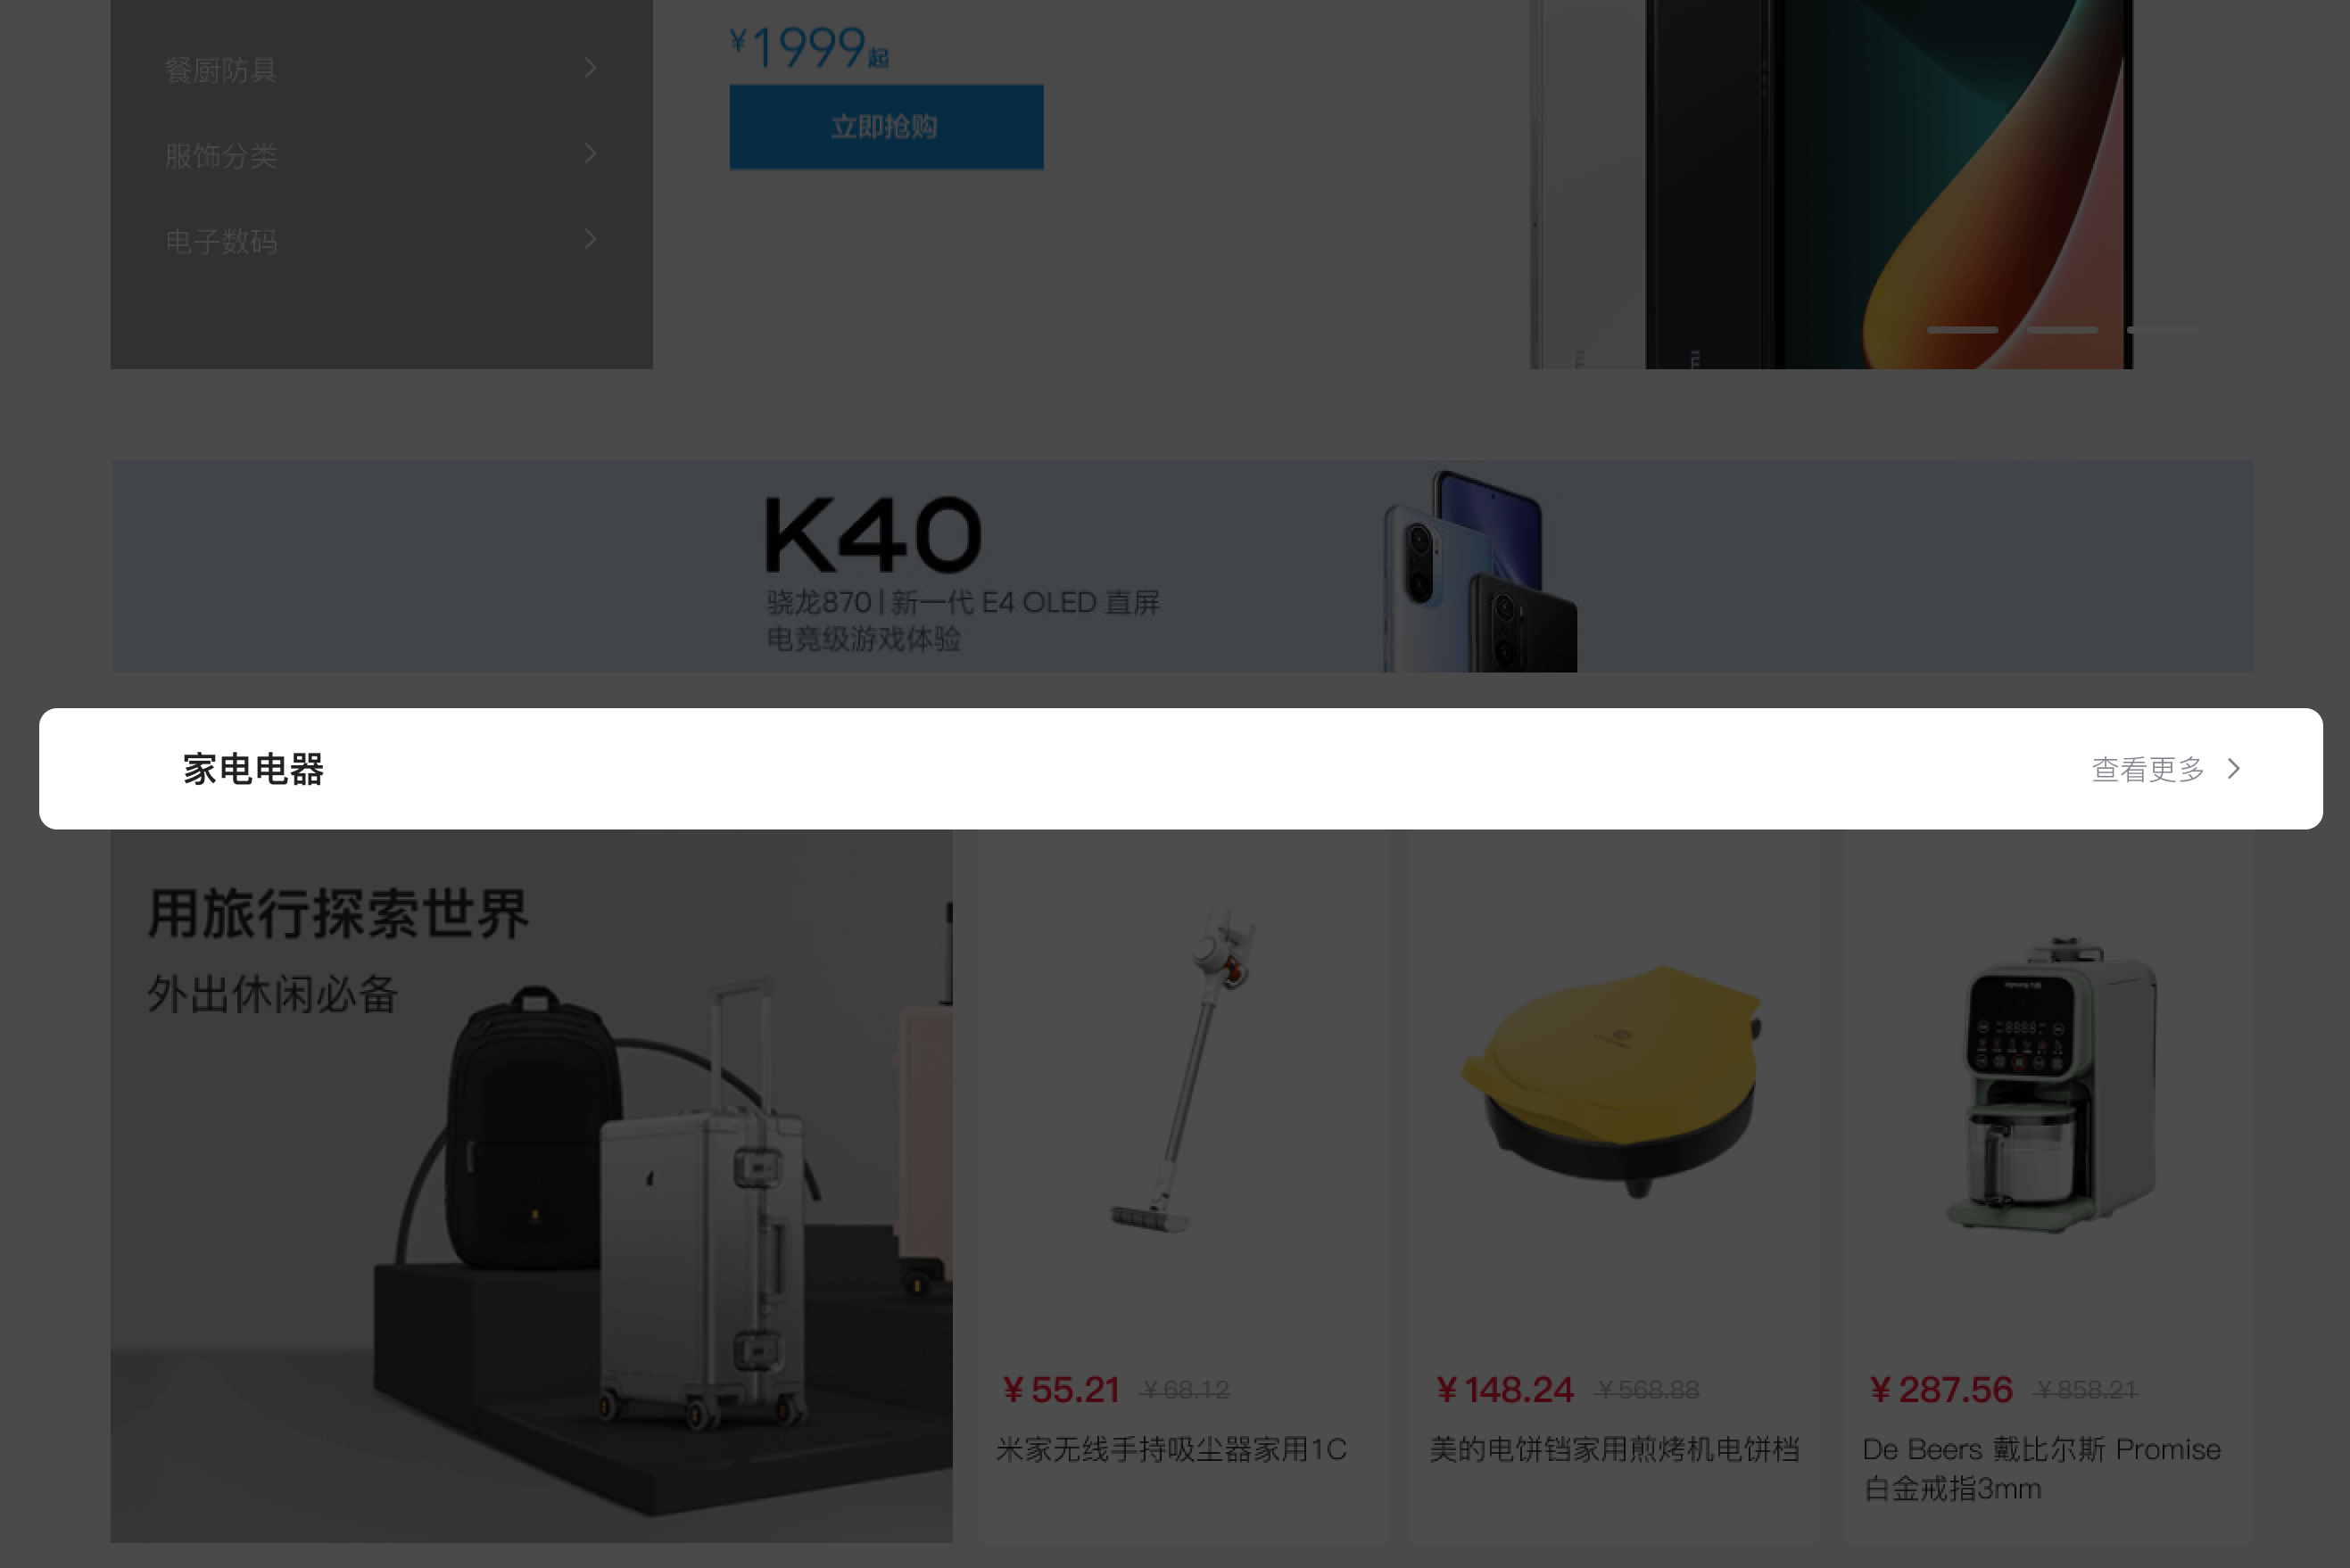 ¥1999起
餐厨防具
立即抢购
服饰分类
电子数码
K40
骁龙870 | 新一代 E4 OLED 直屏
电竞级游戏体验
家电电器
查看更多
用旅行探索世界
外出休闲必备
¥ 55.21 ¥ 68.12
米家无线手持吸尘器家用1C
¥ 148.24 ¥ 568.88
美的电饼铛家用煎烤机电饼档
¥ 287.56 ¥ 858.21
De Beers 戴比尔斯 Promise
白金戒指3mm